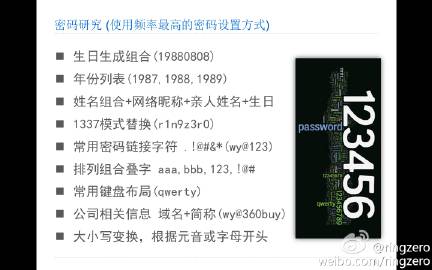 密码研究 (使用频率最高的密码设置方式)
生日生成组合(19880808)
年份列表(1987,1988,1989)
姓名组合+网络昵称+亲人姓名+生日
1337模式替换(r1n9z3r0)
常用密码链接字符 .!@#&*(wy@123)
排列组合叠字 aaa,bbb,123,!@#
常用键盘布局(qwerty)
公司相关信息 域名+简称(wy@360buy)
大小写变换，根据元音或字母开头
password
123456
qwerty
123456789
@ringzero
weibo.com/ringzero